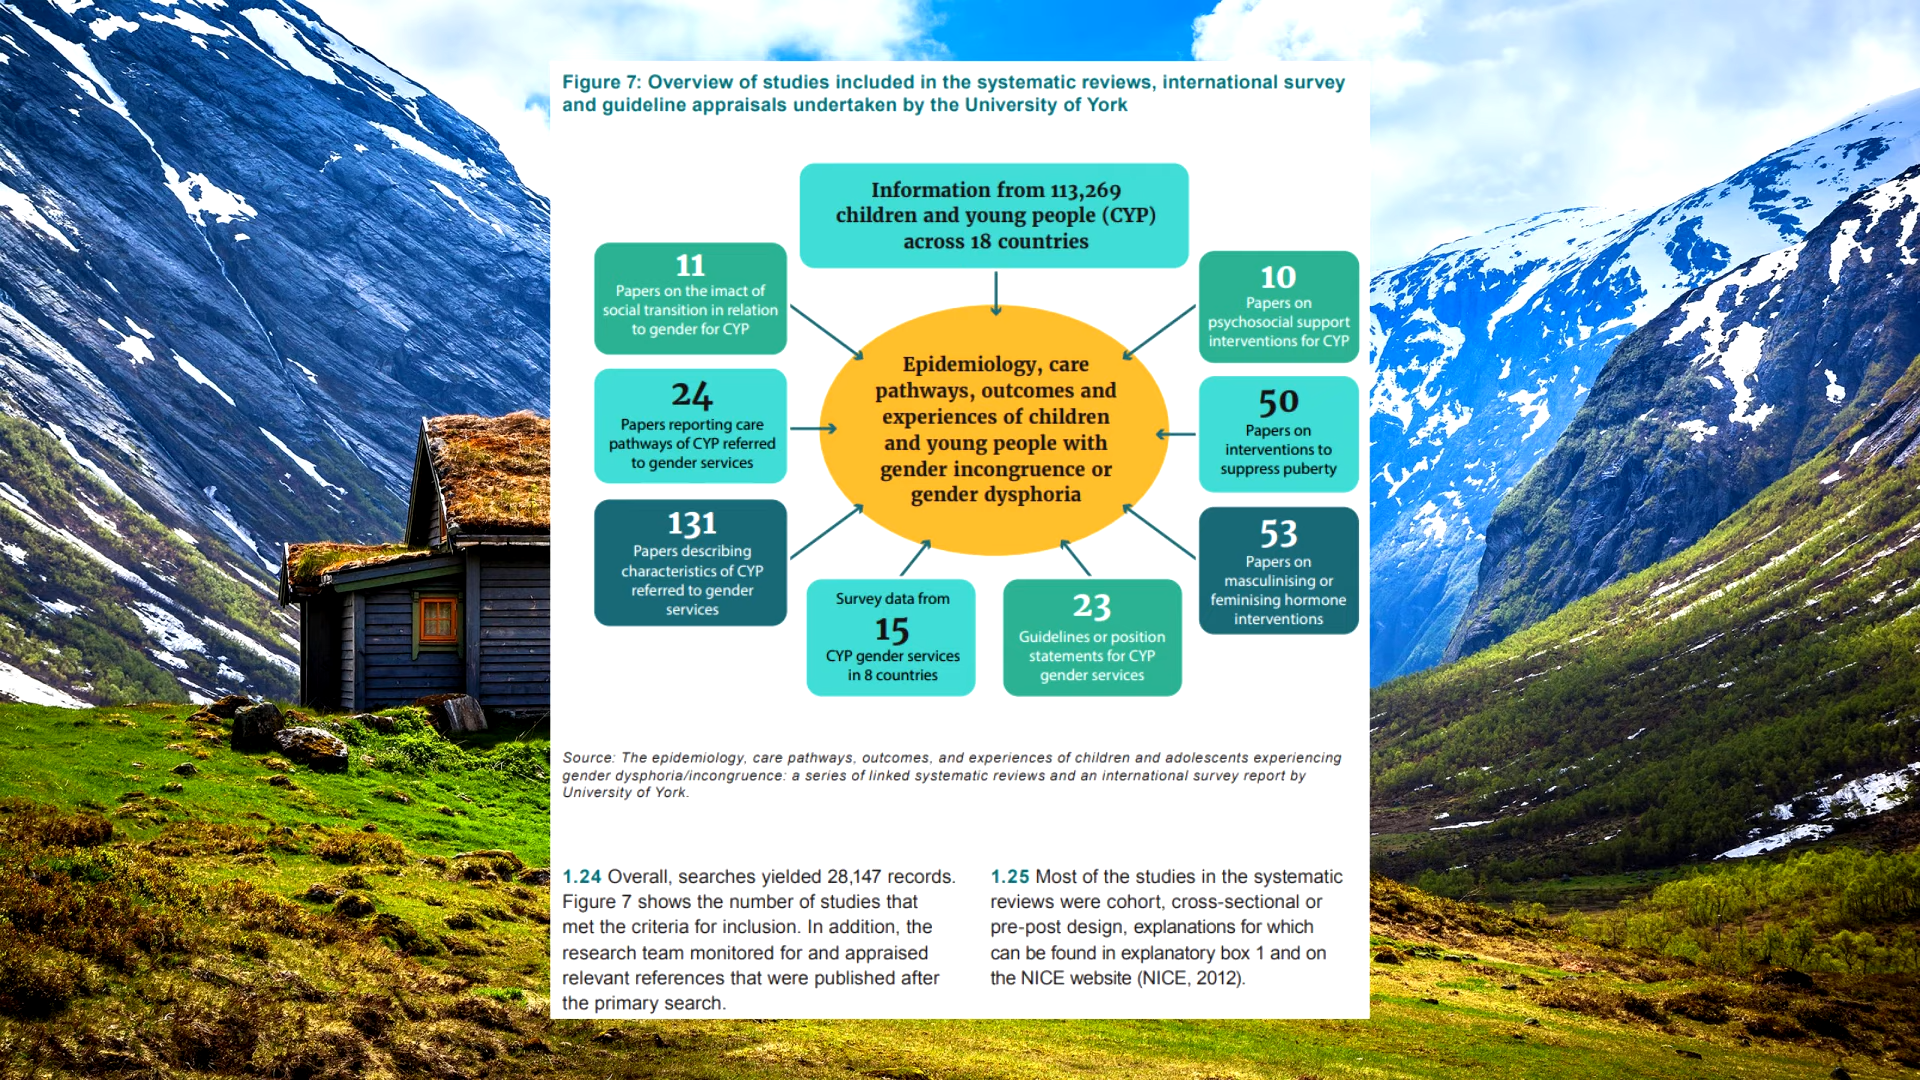 Figure 7: Overview of studies included in the systematic reviews, international survey
and guideline appraisals undertaken by the University of York
Information from 113,269
children and young people (CYP)
across 18 countries
11
Papers on the imact of
social transition in relation
to gender for CYP
24
Papers reporting care
pathways of CYP referred
to gender services
131
Papers describing
characteristics of CYP
referred to gender
services
Epidemiology, care
pathways, outcomes and
experiences of children
and young people with
gender incongruence or
gender dysphoria
10
Papers on
psychosocial support
interventions for CYP
50
Papers on
interventions to
suppress puberty
53
Papers on
masculinising or
feminising hormone
interventions
Survey data from
15
CYP gender services
in 8 countries
23
Guidelines or position
statements for CYP
gender services
Source: The epidemiology, care pathways, outcomes, and experiences of children and adolescents experiencing
gender dysphoria/incongruence: a series of linked systematic reviews and an international survey report by
University of York.
1.24 Overall, searches yielded 28,147 records.
Figure 7 shows the number of studies that
met the criteria for inclusion. In addition, the
research team monitored for and appraised
relevant references that were published after
the primary search.
1.25 Most of the studies in the systematic
reviews were cohort, cross-sectional or
pre-post design, explanations for which
can be found in explanatory box 1 and on
the NICE website (NICE, 2012).